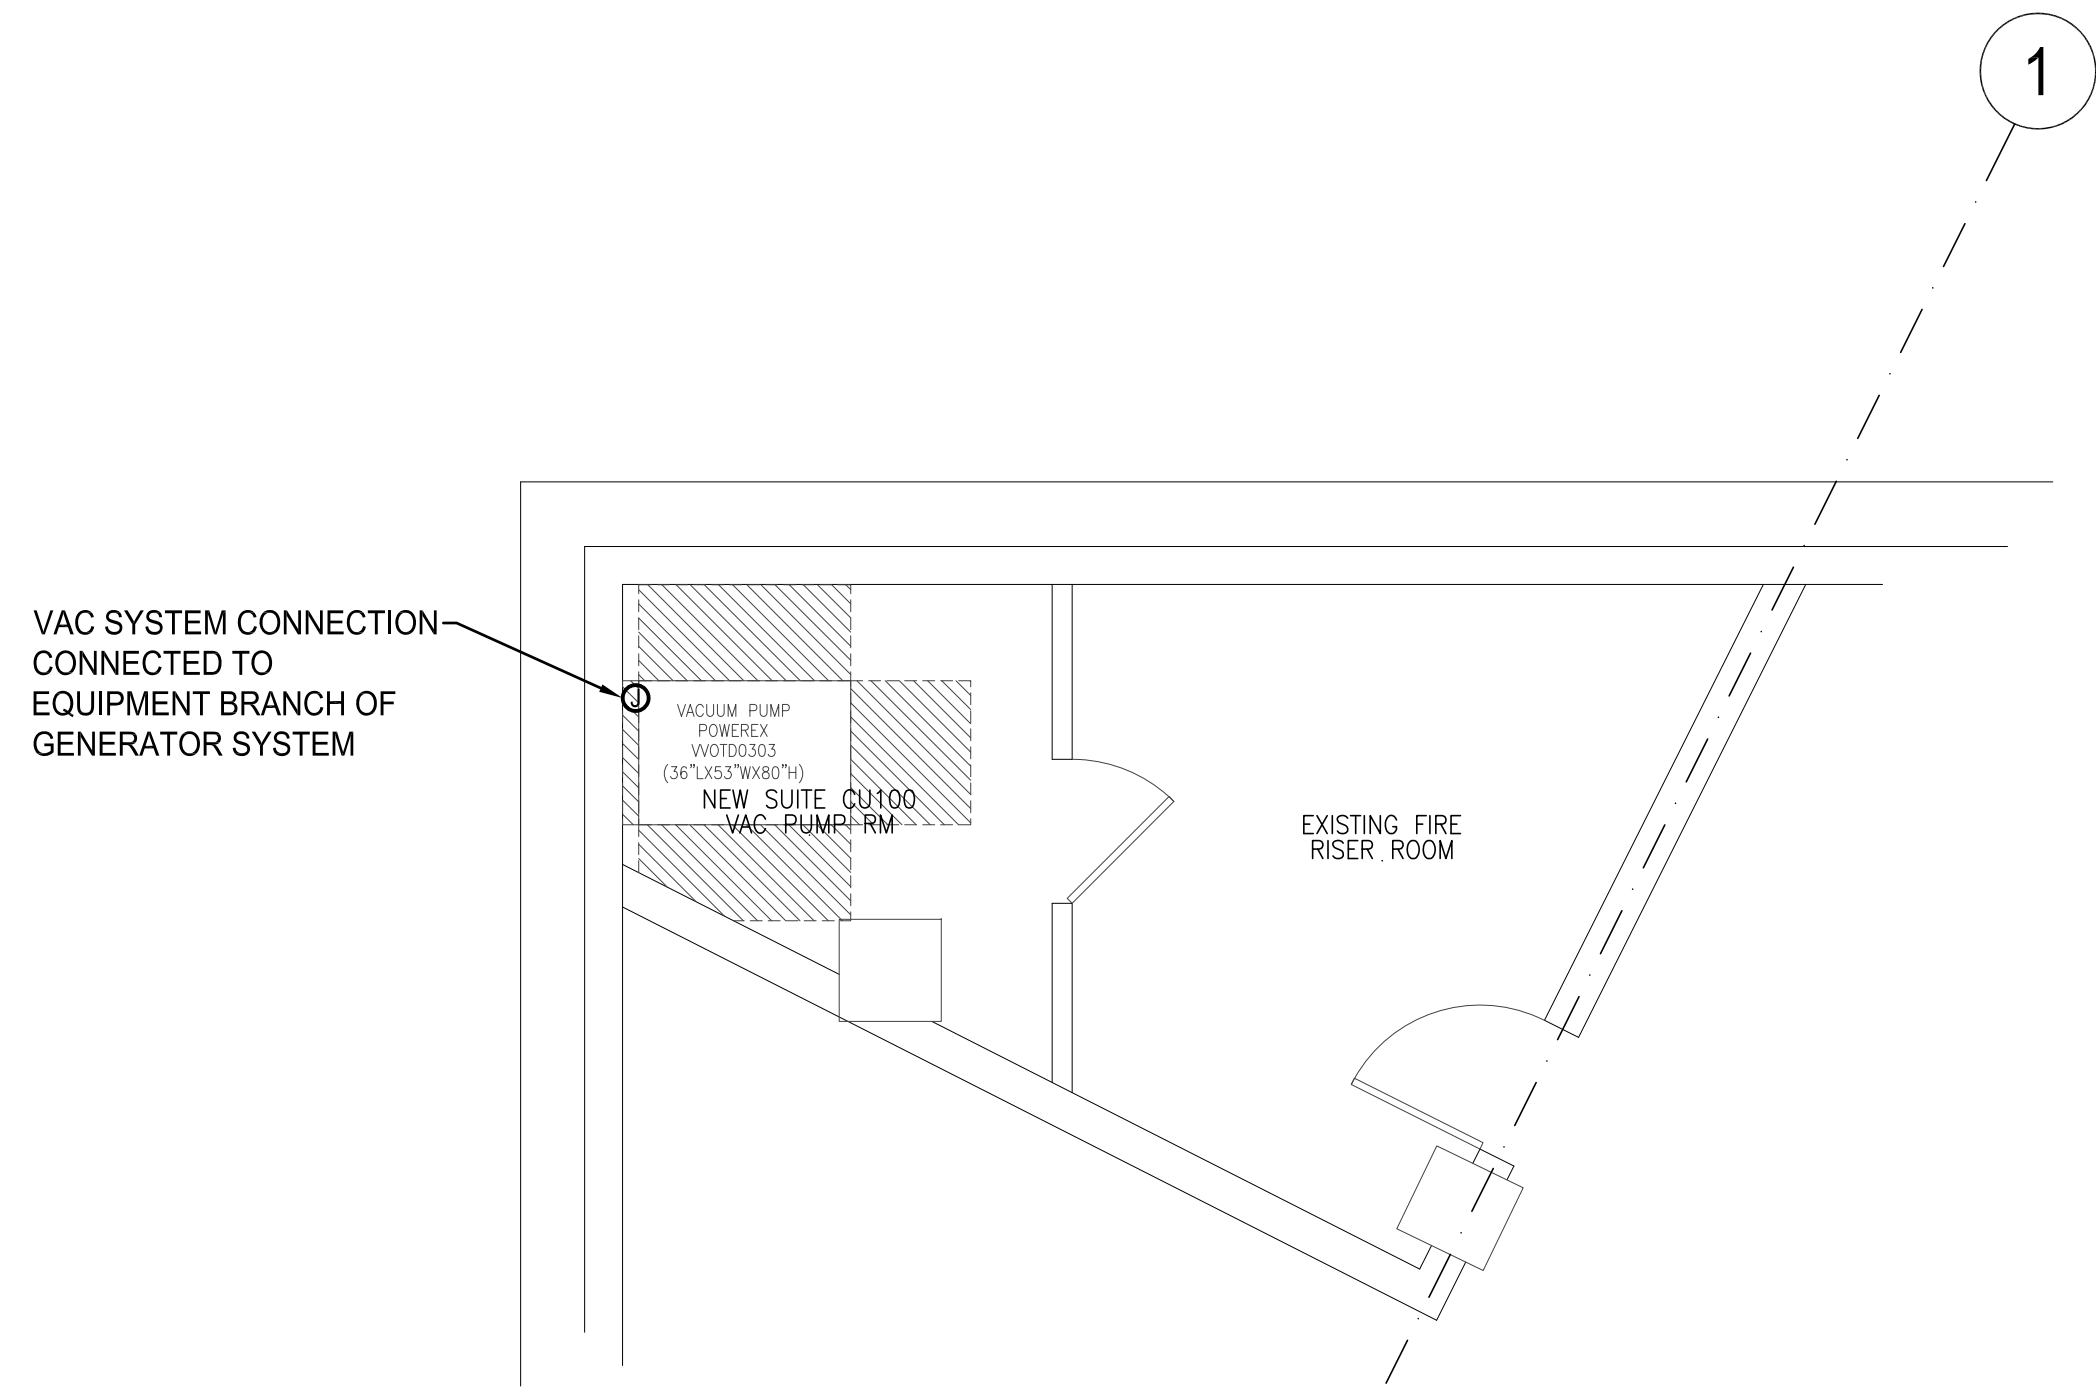 1
VAC SYSTEM CONNECTION
CONNECTED TO
EQUIPMENT BRANCH OF
GENERATOR SYSTEM
J
VACUUM PUMP
POWEREX
VVOTD0303
(36"LX53"WX80"H)
NEW SUITE CU100
VAC PUMP RM
EXISTING FIRE
RISER ROOM